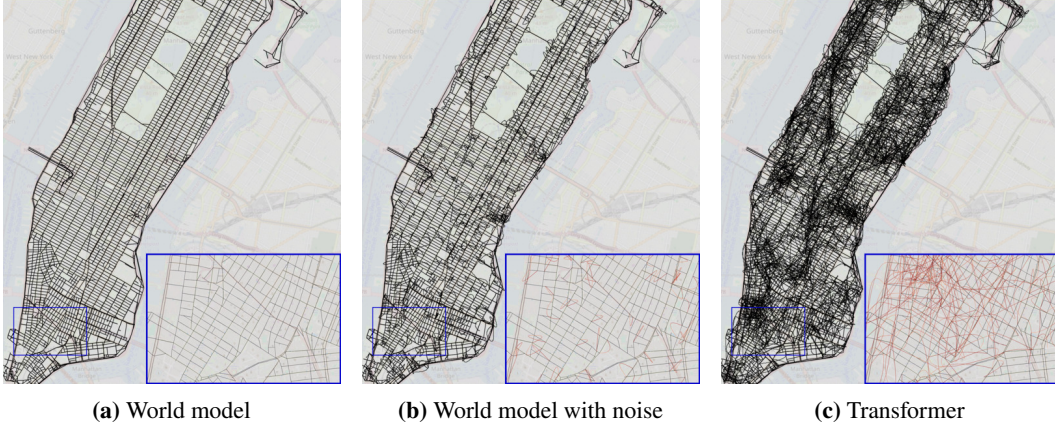 Guttenberg
West New York
Guttenberg
West New York
Guttenberg
West New York
(a) World model
(b) World model with noise
(c) Transformer